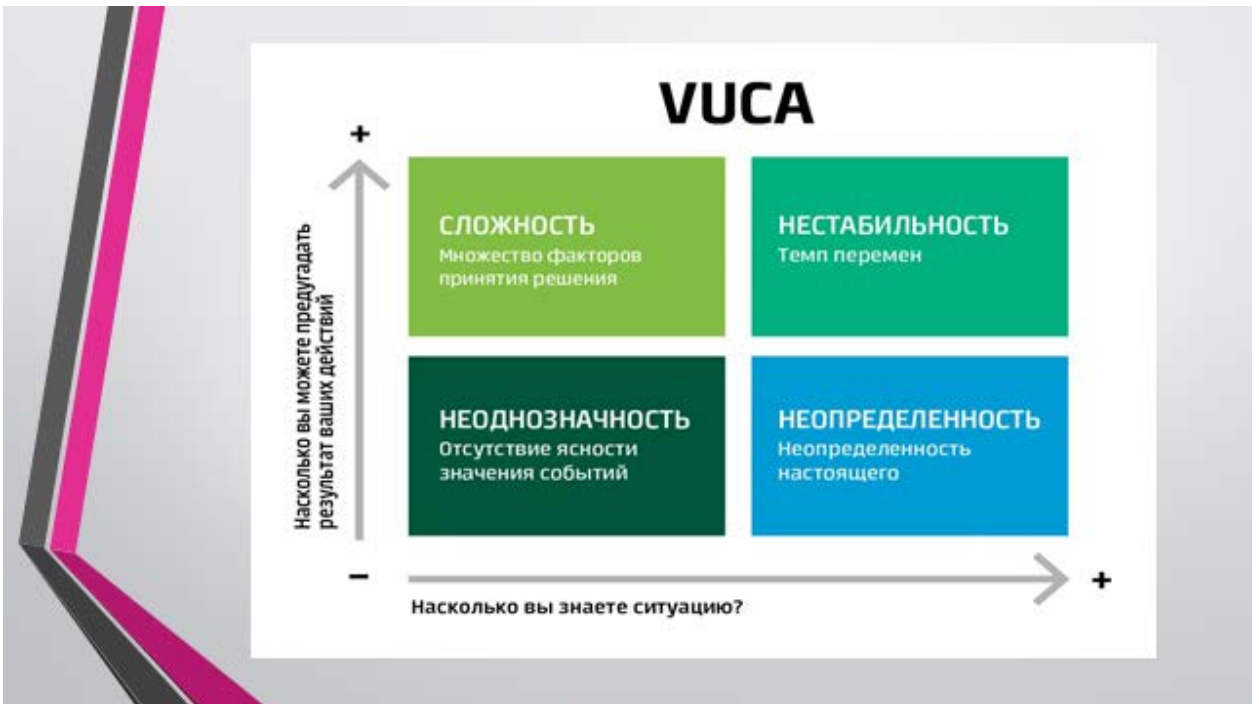 VUCA
+
СЛОЖНОСТЬ
Множество факторов
принятия решения
НЕСТАБИЛЬНОСТЬ
Темп перемен
Насколько вы можете предугадать
результат ваших действий
НЕОДНОЗНАЧНОСТЬ
Отсутствие ясности
значения событий
НЕОПРЕДЕЛЕННОСТЬ
Неопределенность
настоящего
–
+
Насколько вы знаете ситуацию?